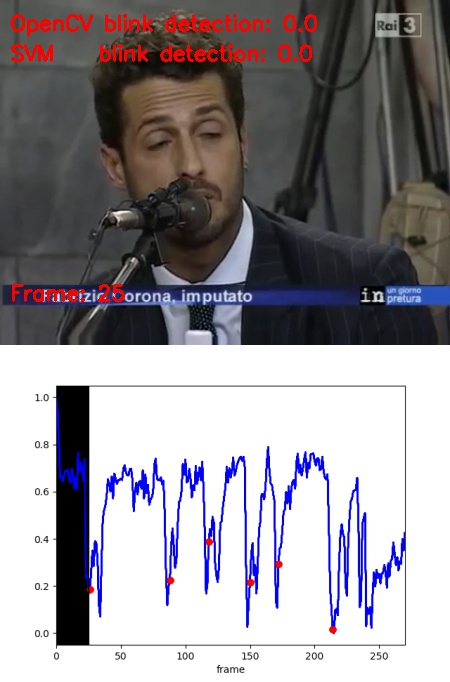 OpenCV blink detection: 0.0
Rai 3
SVM blink detection: 0.0
Frame: 25
Fabrizio Corona, imputato
in
un giorno
pretura
1.0
0.8
0.6
0.4
0.2
0.0
0 50 100 150 200 250
frame